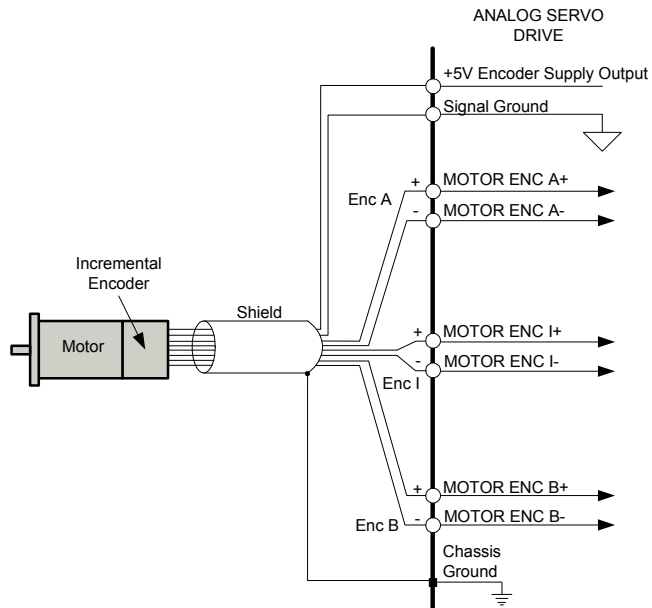 ANALOG SERVO
DRIVE
+5V Encoder Supply Output
Signal Ground
+ MOTOR ENC A+
Enc A
- MOTOR ENC A-
Incremental
Encoder
Shield
Motor
+ MOTOR ENC I+
- MOTOR ENC I-
Enc I
+ MOTOR ENC B+
Enc B - MOTOR ENC B-
Chassis
Ground